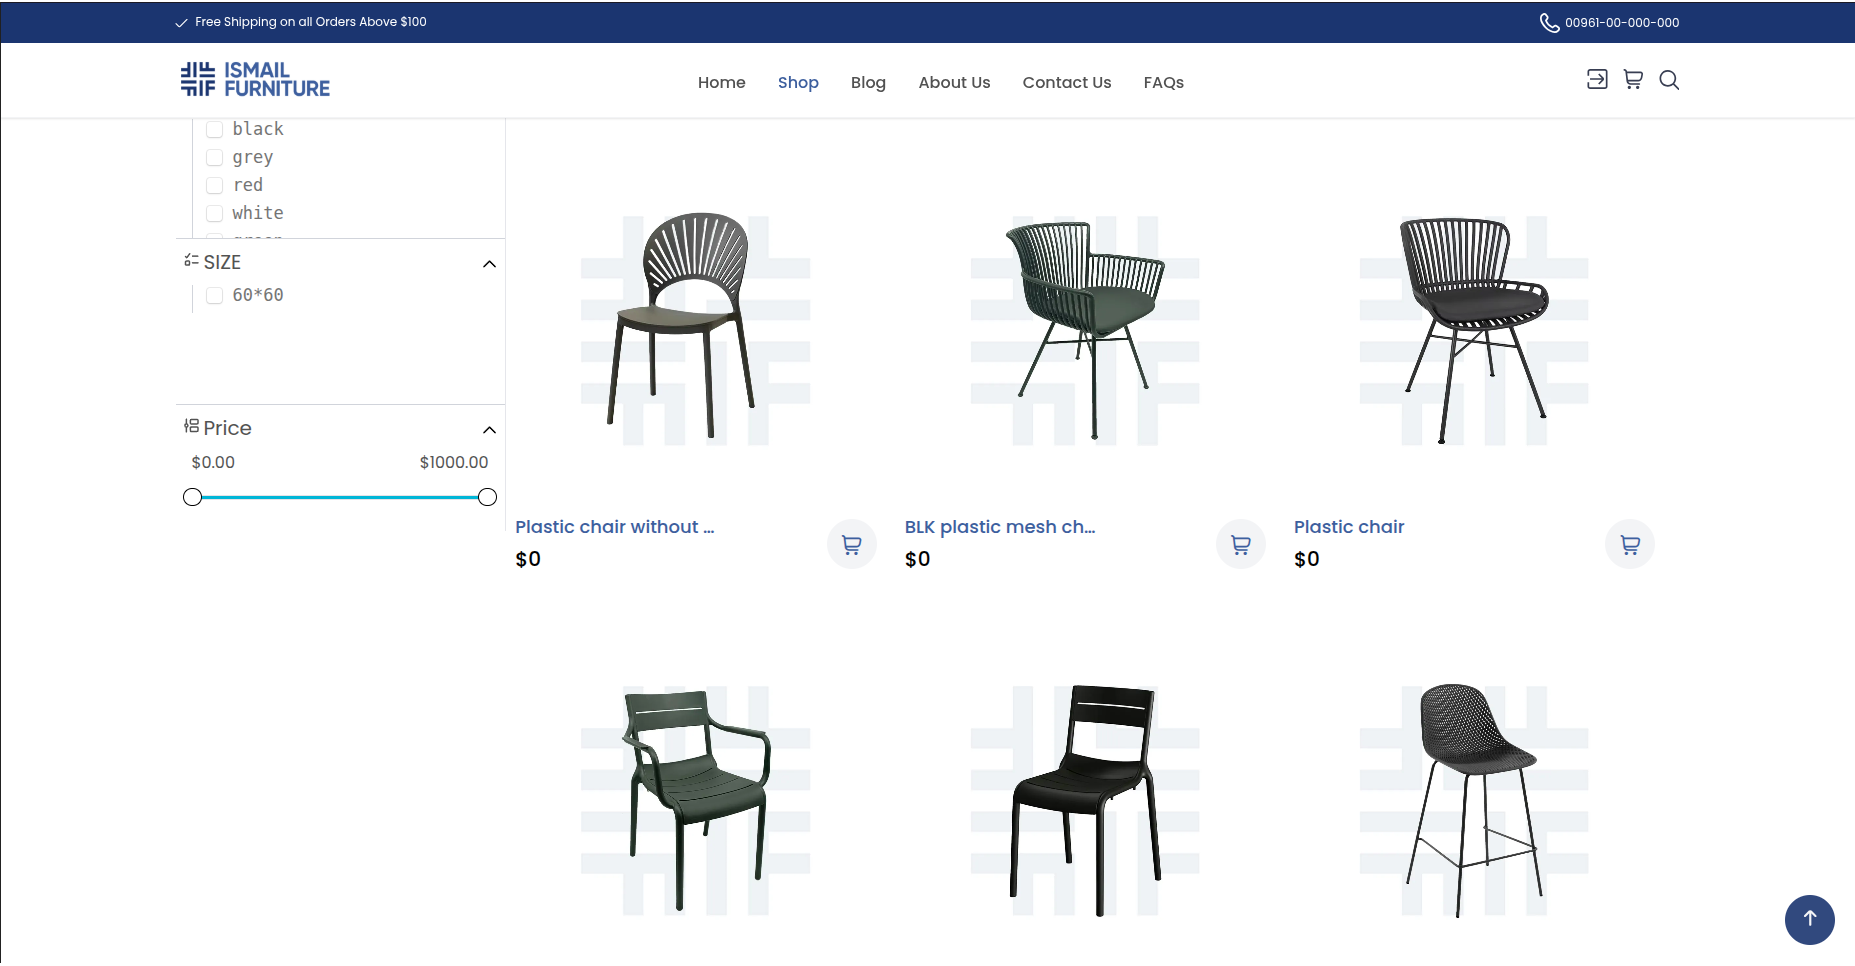 Free Shipping on all Orders Above $100
00961-00-000-000
ISMAIL
FURNITURE
Home
Shop
Blog
About Us
Contact Us
FAQs
black
grey
red
white
SIZE
60*60
Price
$0.00
$1000.00
Plastic chair without ...
$0
BLK plastic mesh ch...
$0
Plastic chair
$0